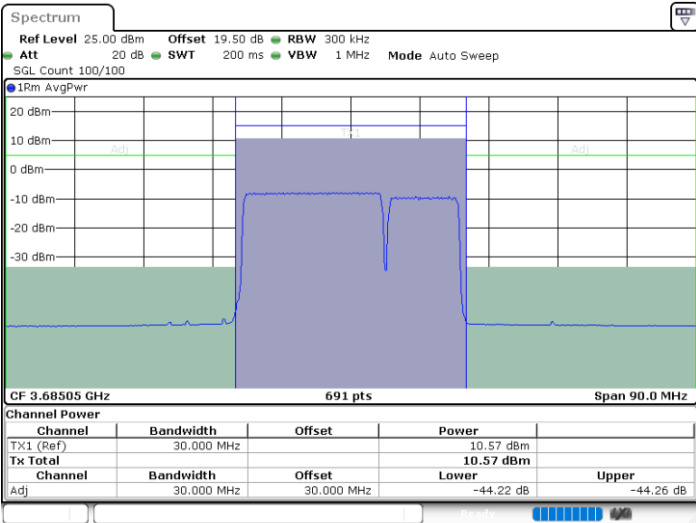 Spectrum
Ref Level 25.00 dBm Offset 19.50 dB RBW 300 kHz
Att 20 dB SWT 200 ms VBW 1 MHz Mode Auto Sweep
SGL Count 100/100
1Rm AvgPwr
20 dBm
TX1
10 dBm
Adj Adj
0 dBm
-10 dBm
-20 dBm
-30 dBm
CF 3.68505 GHz 691 pts Span 90.0 MHz
Channel Power
Channel Bandwidth Offset Power
TX1 (Ref) 30.000 MHz 10.57 dBm
Tx Total 10.57 dBm
Channel Bandwidth Offset Lower Upper
Adj 30.000 MHz 30.000 MHz -44.22 dB -44.26 dB
Ready